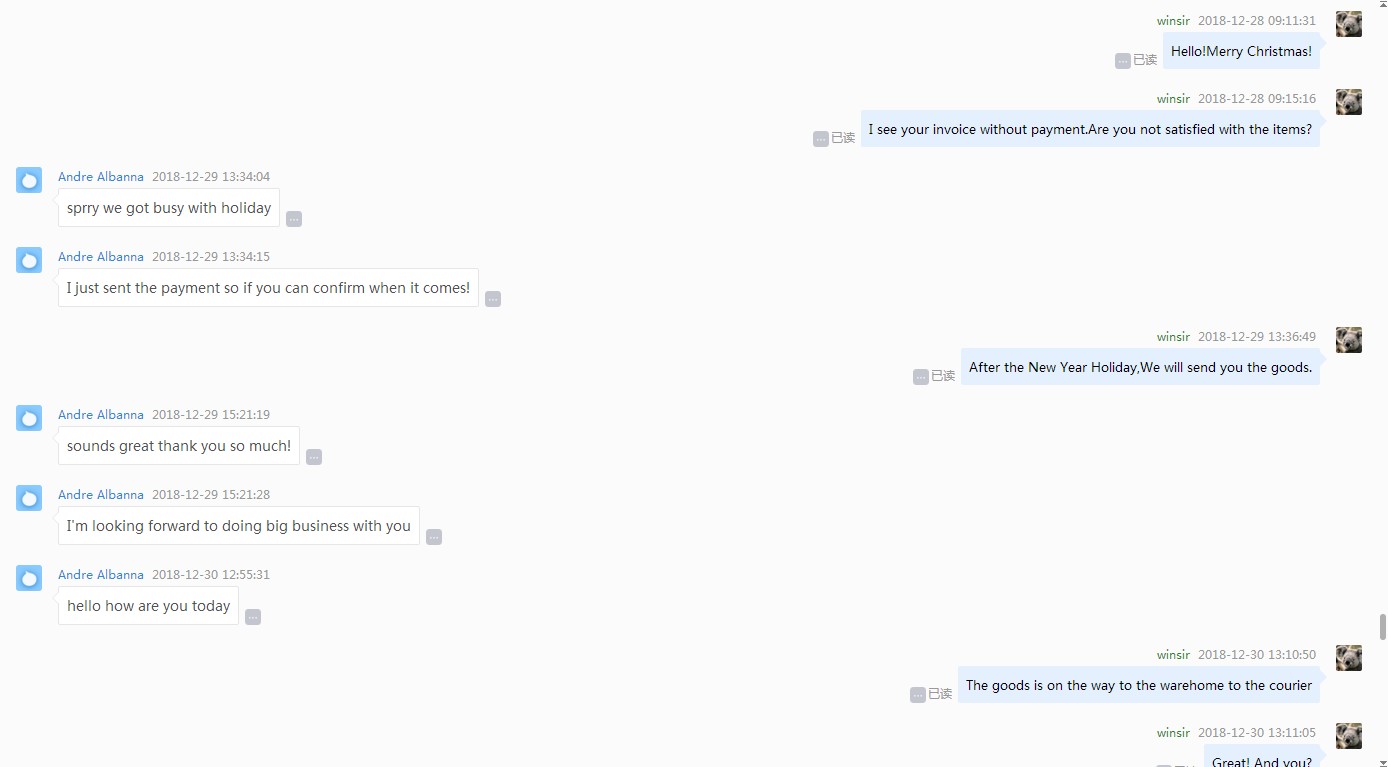 winsir 2018-12-28 09:11:31
Hello!Merry Christmas!
已读
winsir 2018-12-28 09:15:16
I see your invoice without payment.Are you not satisfied with the items?
已读
Andre Albanna 2018-12-29 13:34:04
sprry we got busy with holiday
Andre Albanna 2018-12-29 13:34:15
I just sent the payment so if you can confirm when it comes!
winsir 2018-12-29 13:36:49
After the New Year Holiday,We will send you the goods.
已读
Andre Albanna 2018-12-29 15:21:19
sounds great thank you so much!
Andre Albanna 2018-12-29 15:21:28
I'm looking forward to doing big business with you
Andre Albanna 2018-12-30 12:55:31
hello how are you today
winsir 2018-12-30 13:10:50
The goods is on the way to the warehome to the courier
已读
winsir 2018-12-30 13:11:05
Great! And you?